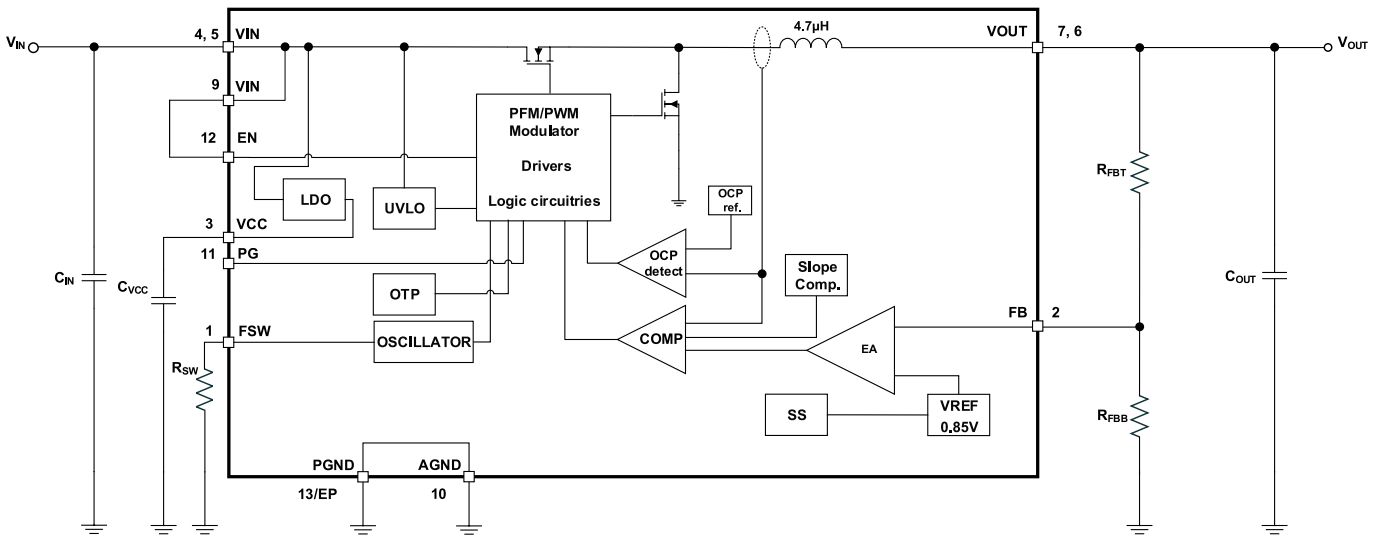 4.7µH
VIN
4, 5
VIN
VOUT
7, 6
VOUT
9
VIN
PFM/PWM
Modulator
Drivers
Logic circuitries
12
EN
RFBT
LDO
UVLO
OCP
ref.
3
VCC
11
PG
OCP
detect
Slope
Comp.
CIN
CVCC
OTP
COUT
1
FSW
OSCILLATOR
COMP
EA
FB
2
RSW
SS
VREF
0.85V
RFBB
PGND
AGND
13/EP
10